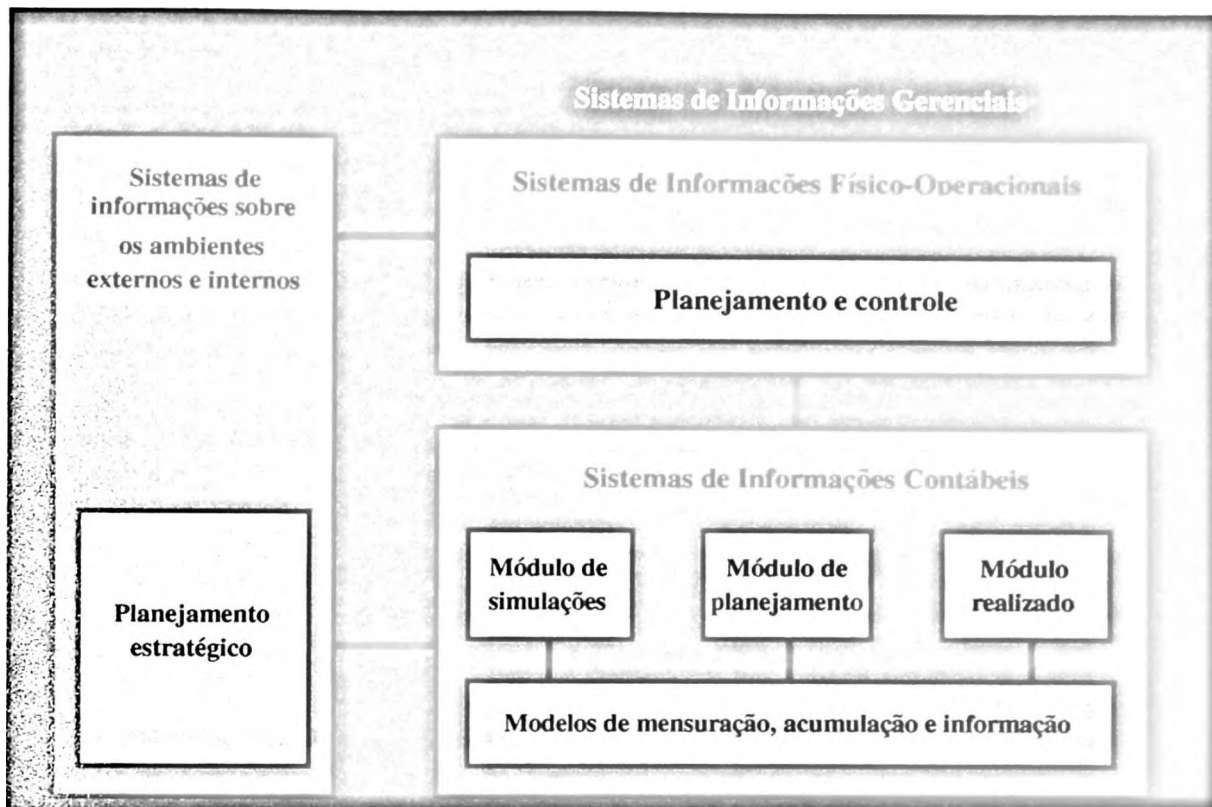 Sistemas de Informações Gerenciais
Sistemas de
informações sobre
os ambientes
externos e internos
Planejamento
estratégico
Sistemas de Informacões Físico-Operacionais
Planejamento e controle
Sistemas de Informações Contábeis
Módulo de
simulações
Módulo de
planejamento
Módulo
realizado
Modelos de mensuração, acumulação e informação